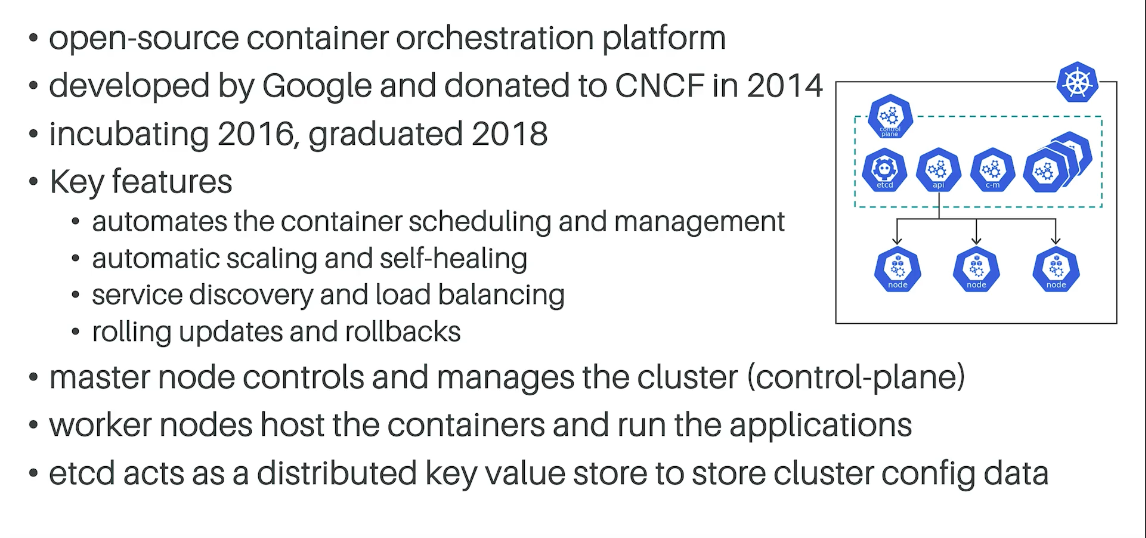 • open-source container orchestration platform
• developed by Google and donated to CNCF in 2014
• incubating 2016, graduated 2018
• Key features
• automates the container scheduling and management
• automatic scaling and self-healing
• service discovery and load balancing
• rolling updates and rollbacks
• master node controls and manages the cluster (control-plane)
• worker nodes host the containers and run the applications
• etcd acts as a distributed key value store to store cluster config data
control
plane
etcd
api
c-m
node
node
node